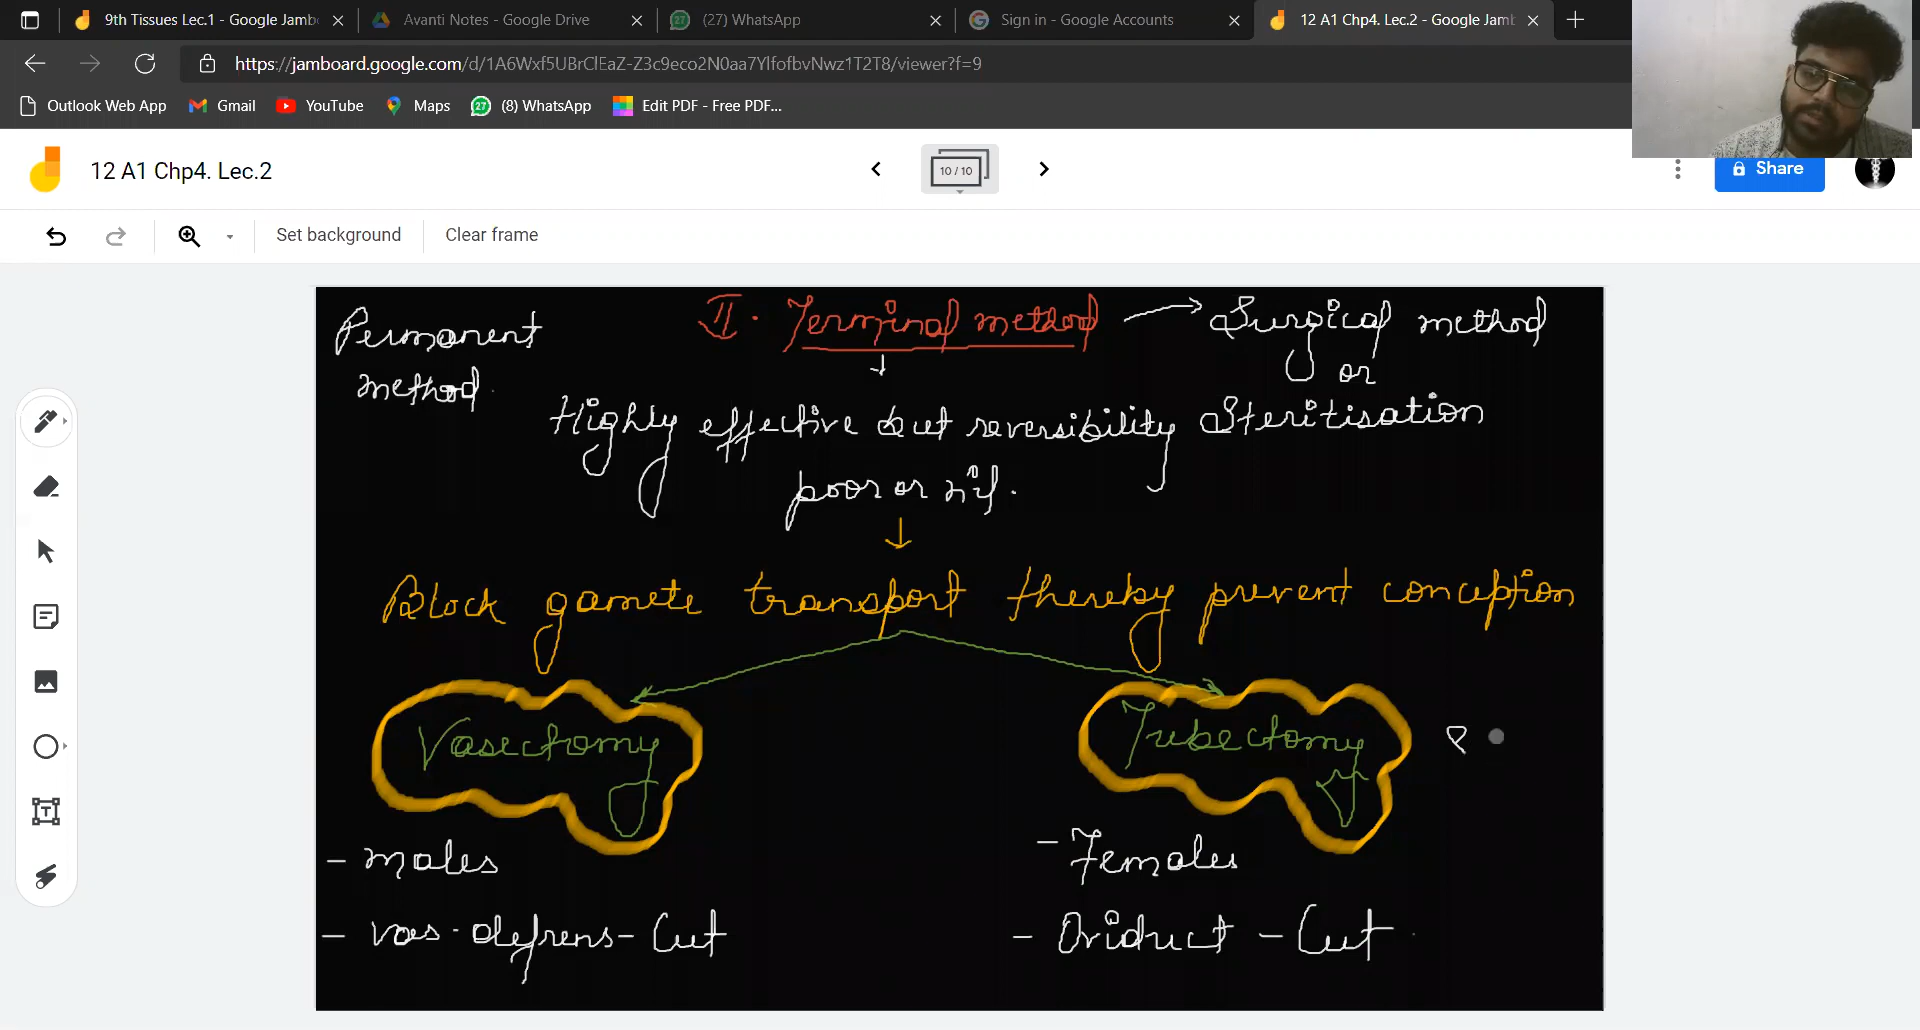 9th Tissues Lec.1 - Google Jamb
Avanti Notes - Google Drive
(27) WhatsApp
Sign in - Google Accounts
12 A1 Chp4. Lec.2 - Google Jamb
https://jamboard.google.com/d/1A6Wxf5UBrClEaZ-Z3c9eco2N0aa7YlfofbvNwz1T2T8/viewer?f=9
Outlook Web App
Gmail
YouTube
Maps
27
(8) WhatsApp
Edit PDF - Free PDF...
12 A1 Chp4. Lec.2
10 / 10
Share
Set background
Clear frame
Permanent
method
II. Terminal method
Surgical method
or
Steritisation
Highly effective but reversibility
poor or nil.
Block gamete transport thereby prevent conception
Vasectomy
Tubectomy
- males
- vas-defrens - Cut
- Females
- Oviduct - Cut